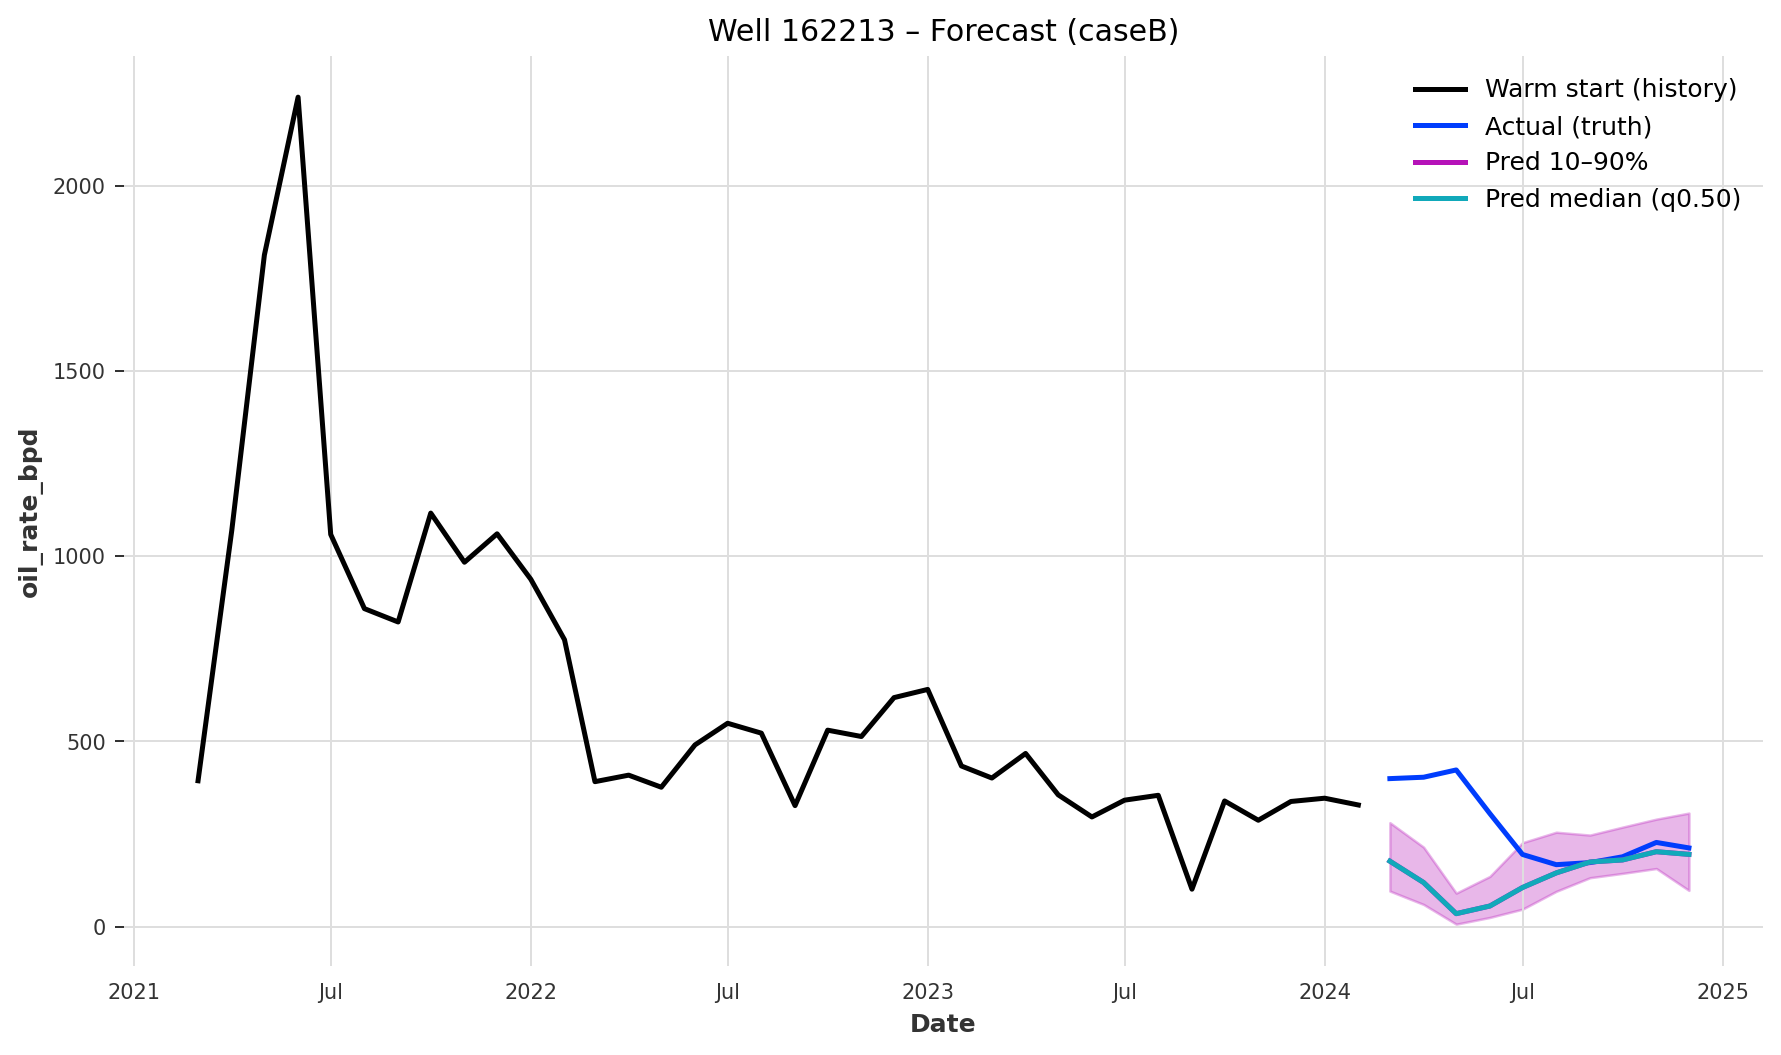 Well 162213 – Forecast (caseB)
Warm start (history)
Actual (truth)
Pred 10–90%
Pred median (q0.50)
oil_rate_bpd
2000
1500
1000
500
0
2021
Jul
2022
Jul
2023
Jul
2024
Jul
2025
Date